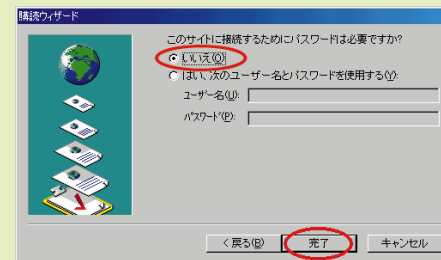 購読ウィザード
このサイトに接続するためにパスワードは必要ですか?
いいえ(O)
はい、次のユーザー名とパスワードを使用する(Y):
ユーザー名(U):
パスワード(P):
< 戻る(B)
完了
キャンセル